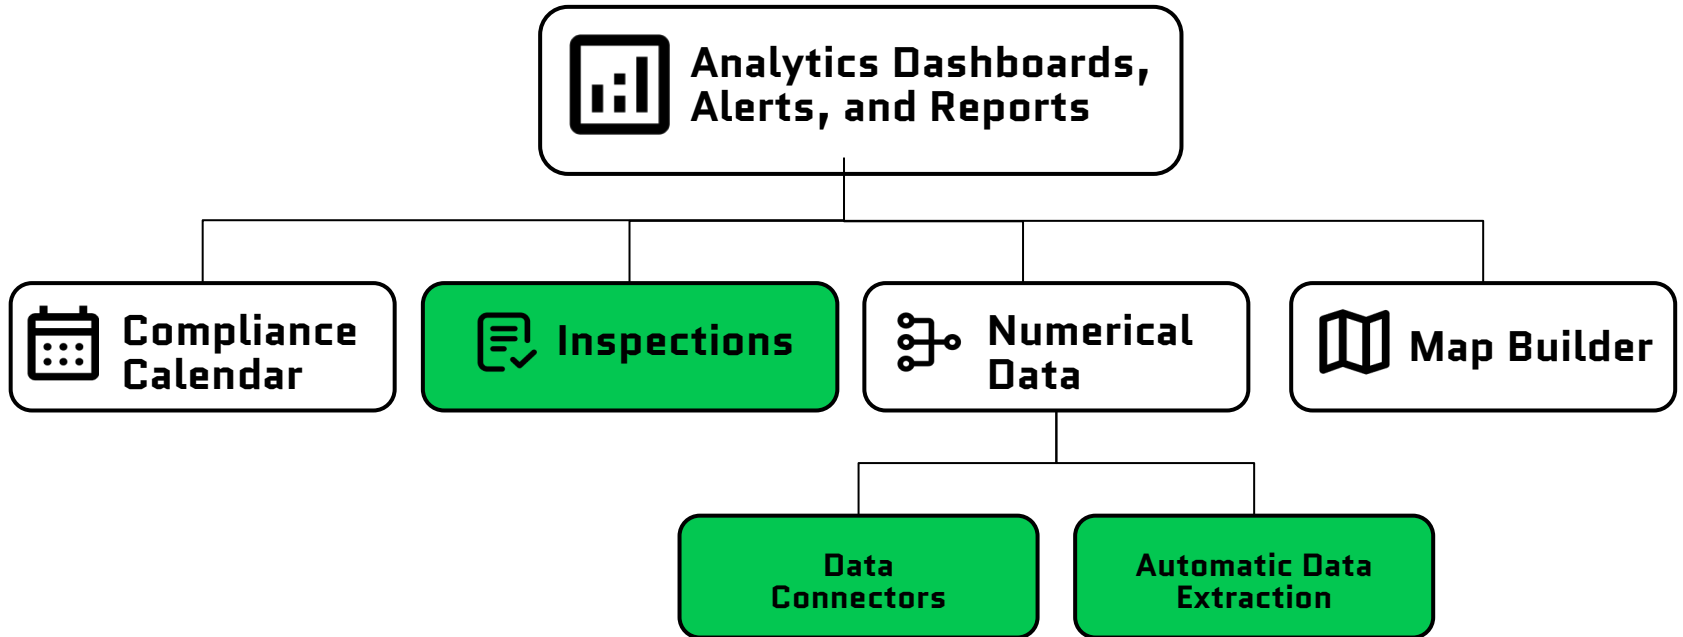 Analytics Dashboards,
Alerts, and Reports
Compliance
Calendar
Inspections
Numerical
Data
Map Builder
Data
Connectors
Automatic Data
Extraction